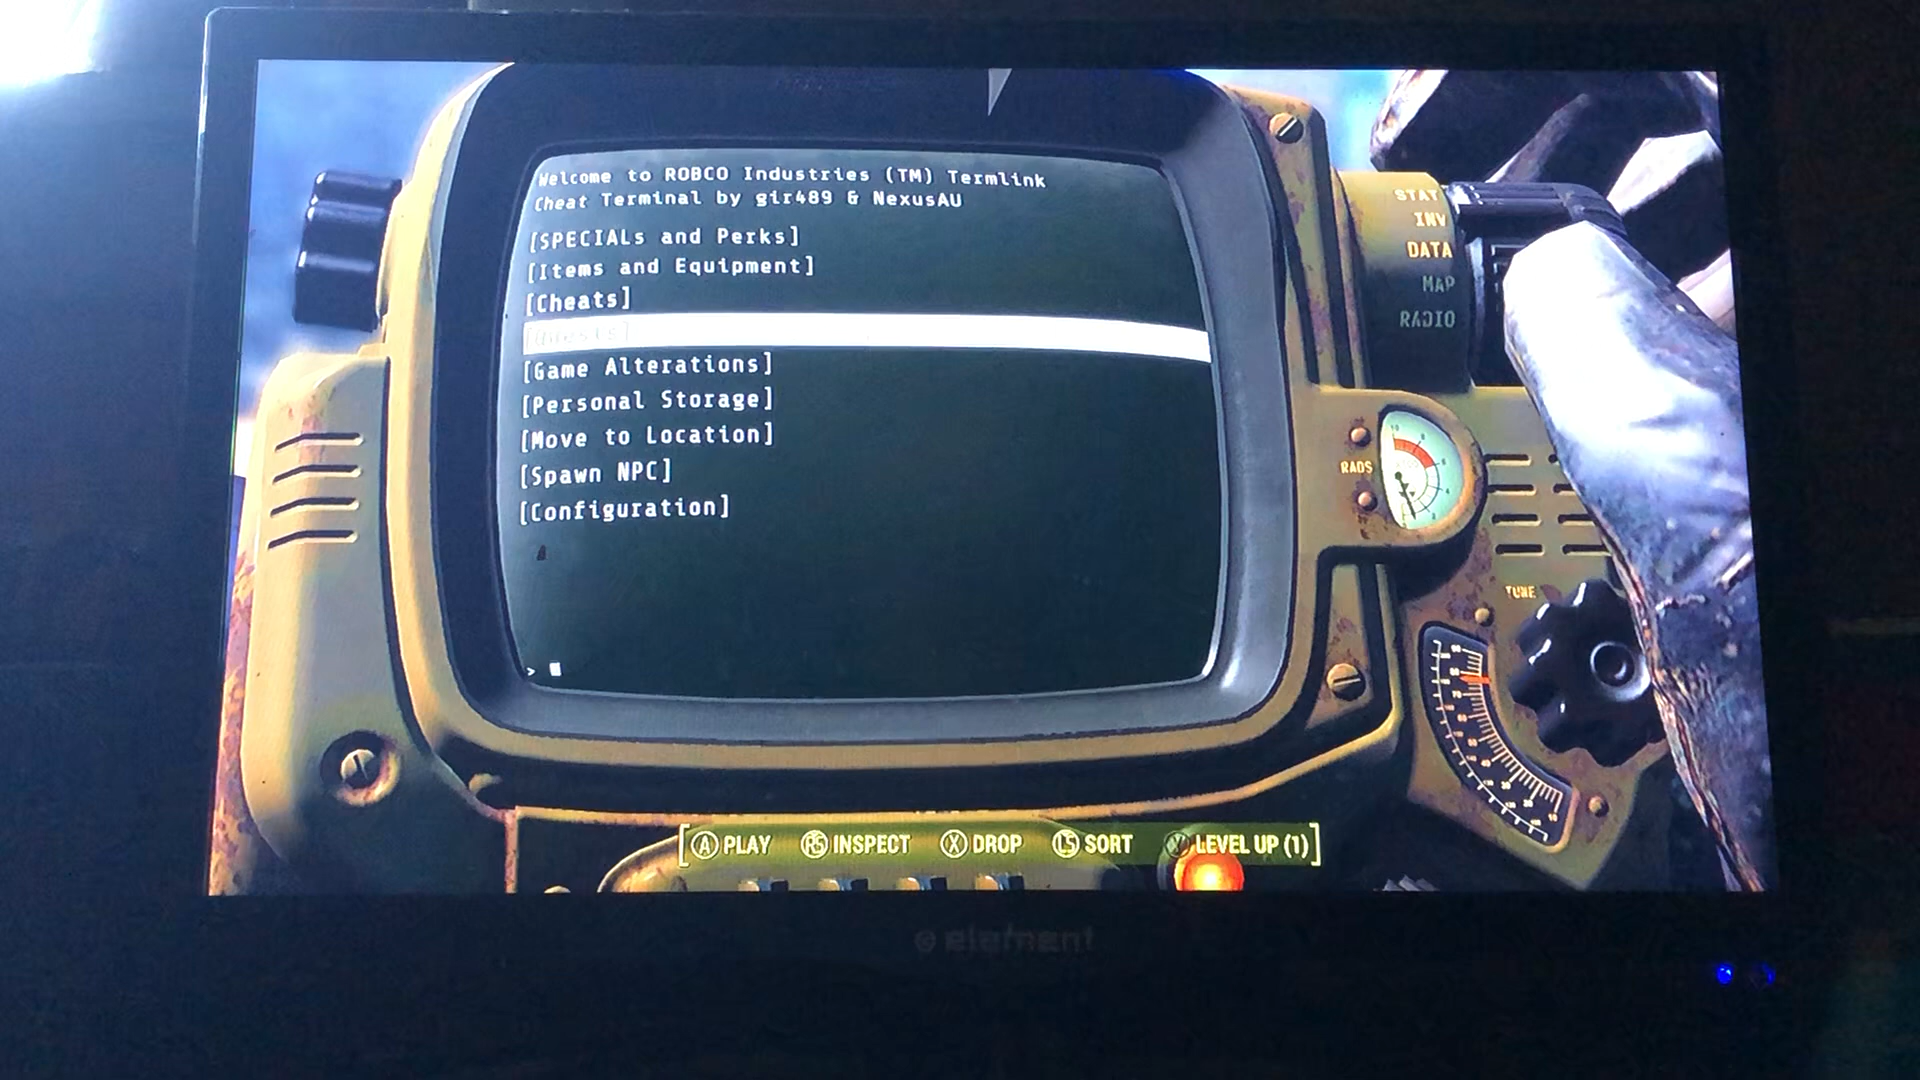 Welcome to ROBCO Industries (TM) Termlink
Cheat Terminal by gir489 & NexusAU
[SPECIALs and Perks]
[Items and Equipment]
[Cheats]
[Quests]
[Game Alterations]
[Personal Storage]
[Move to Location]
[Spawn NPC]
[Configuration]
>
STAT
INV
DATA
MAP
RADIO
RADS
TUNE
[(A) PLAY (RS) INSPECT (X) DROP (LS) SORT (Y) LEVEL UP (1)]
element